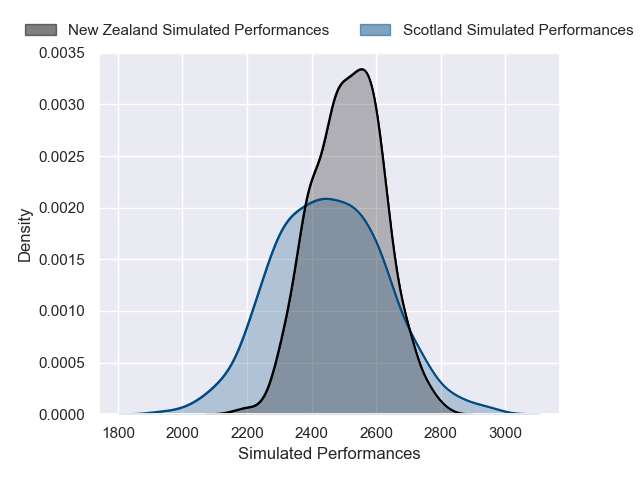 New Zealand Simulated Performances Scotland Simulated Performances
0.0035
0.0030
0.0025
0.0020
0.0015
0.0010
0.0005
0.0000
Density
1800 2000 2200 2400 2600 2800 3000
Simulated Performances